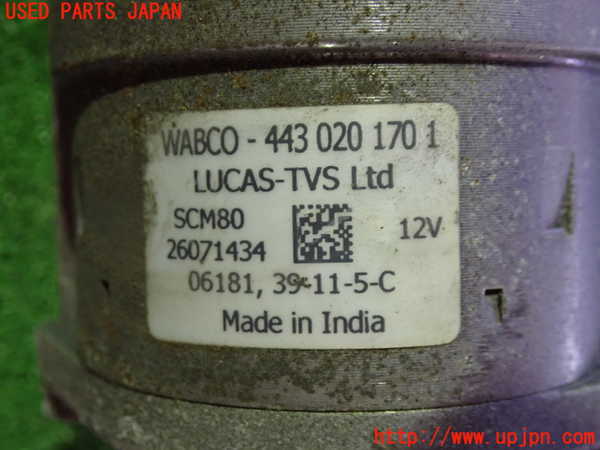 USED PARTS JAPAN
WABCO - 443 020 170 1
LUCAS-TVS Ltd
SCM80
12V
26071434
06181, 39-11-5-C
Made in India
http://www.upjpn.com/